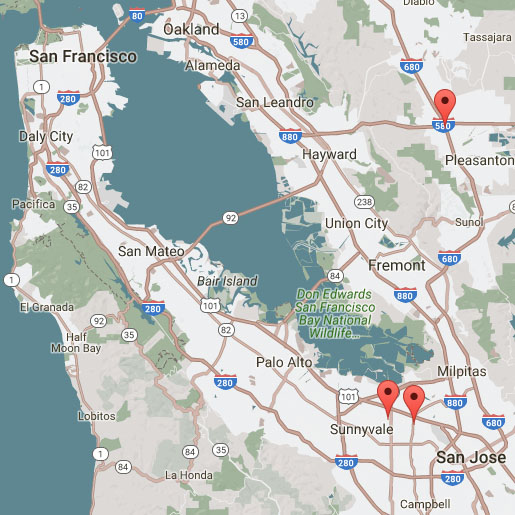 Diablo
80
13
Oakland
580
Tassajara
San Francisco
680
Alameda
1
280
San Leandro
580
Daly City
880
101
Hayward
Pleasanton
280
82
Pacifica
35
238
92
Union City
Sunol
San Mateo
680
Fremont
1
Bair Island
84
280
101
Don Edwards
San Francisco
Bay National
Wildlife...
880
El Granada
92
35
82
Half
Moon Bay
Palo Alto
Milpitas
280
101
880
Lobitos
Sunnyvale
680
1
84
84
280
San Jose
La Honda
280
Campbell